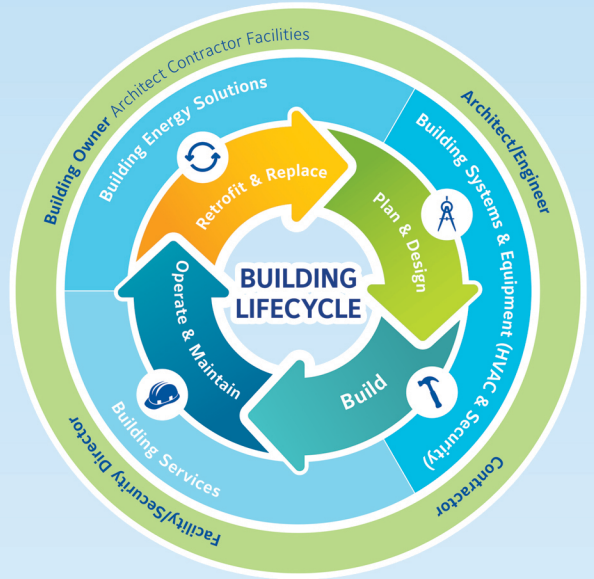 Building Owner Architect Contractor Facilities
Architect/Engineer
Contractor
Facility/Security Director
Building Energy Solutions
Building Systems & Equipment (HVAC & Security)
Building Services
Retrofit & Replace
Plan & Design
Build
Operate & Maintain
BUILDING
LIFECYCLE